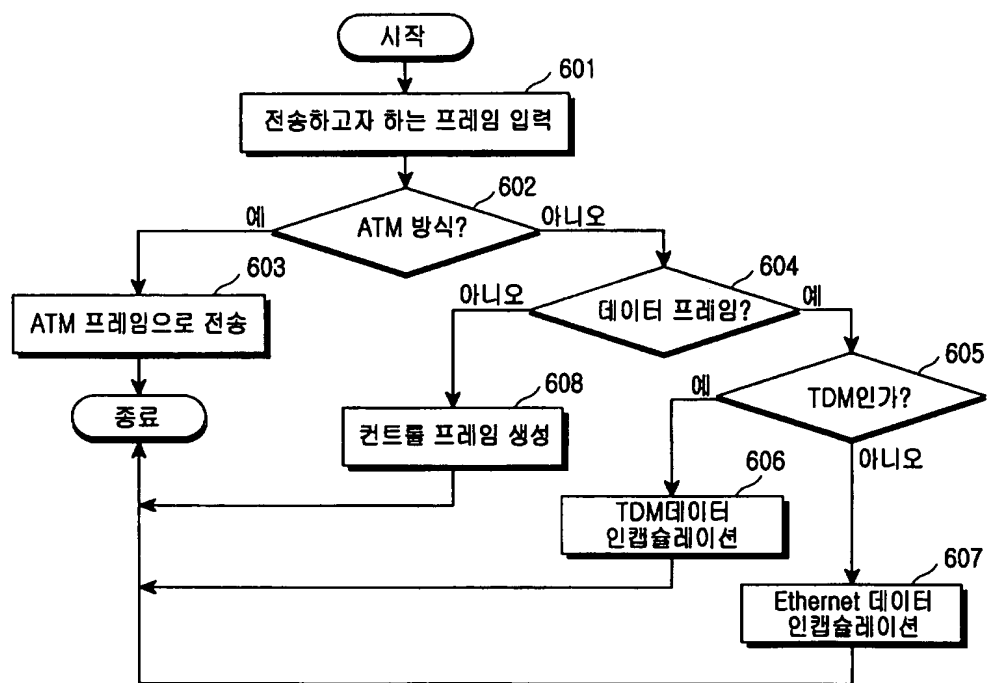 시작
601
전송하고자 하는 프레임 입력
602
예
ATM 방식?
아니오
603
ATM 프레임으로 전송
604
아니오
데이터 프레임?
예
605
예
TDM인가?
아니오
종료
608
컨트롤 프레임 생성
606
TDM데이터
인캡슐레이션
607
Ethernet 데이터
인캡슐레이션